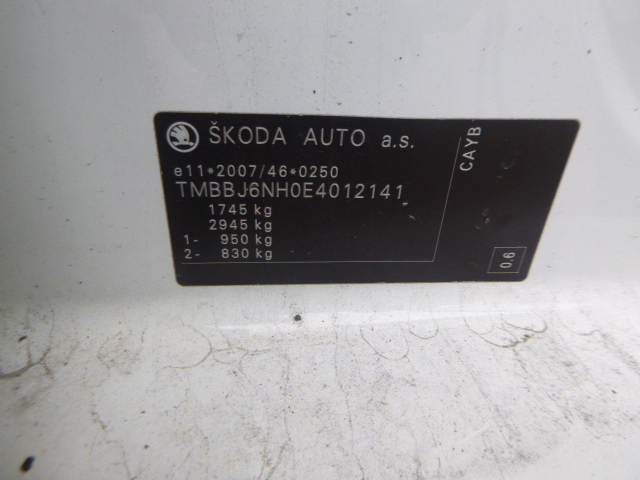 ŠKODA AUTO a.s.
e11*2007/46*0250
TMBBJ6NH0E4012141
1745 kg
2945 kg
1- 950 kg
2- 830 kg
CAYB
0.6